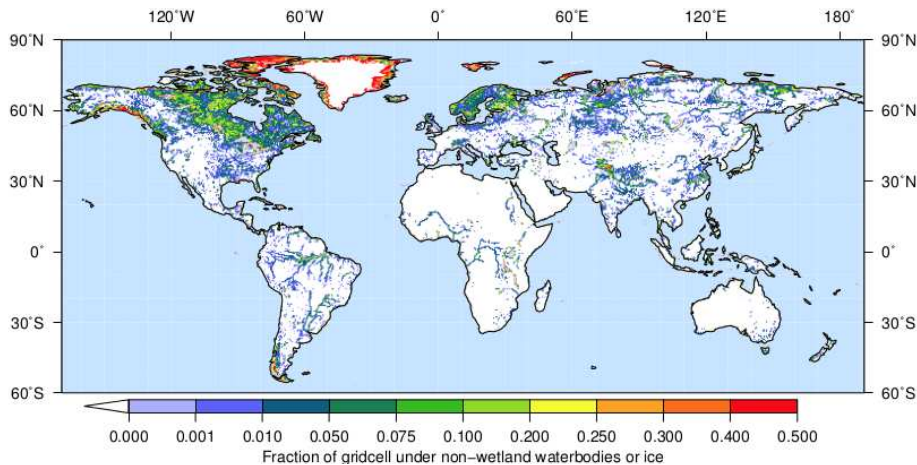 120°W 60°W 0° 60°E 120°E 180°
90°N 90°N
60°N 60°N
30°N 30°N
0° 0°
30°S 30°S
60°S 60°S
0.000 0.001 0.010 0.050 0.075 0.100 0.200 0.250 0.300 0.400 0.500
Fraction of gridcell under non−wetland waterbodies or ice